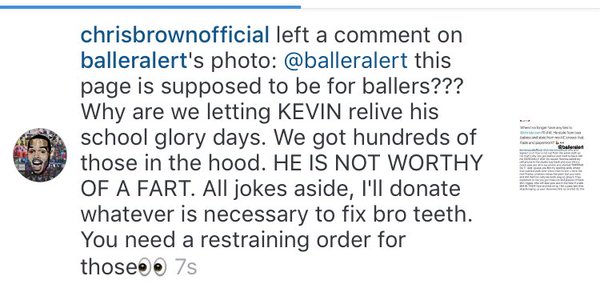 chrisbrownofficial left a comment on
balleralert's photo: @balleralert this
page is supposed to be for ballers???
Why are we letting KEVIN relive his
school glory days. We got hundreds of
those in the hood. HE IS NOT WORTHY
OF A FART. All jokes aside, I'll donate
whatever is necessary to fix bro teeth.
You need a restraining order for
those👀 7s
@balleralert